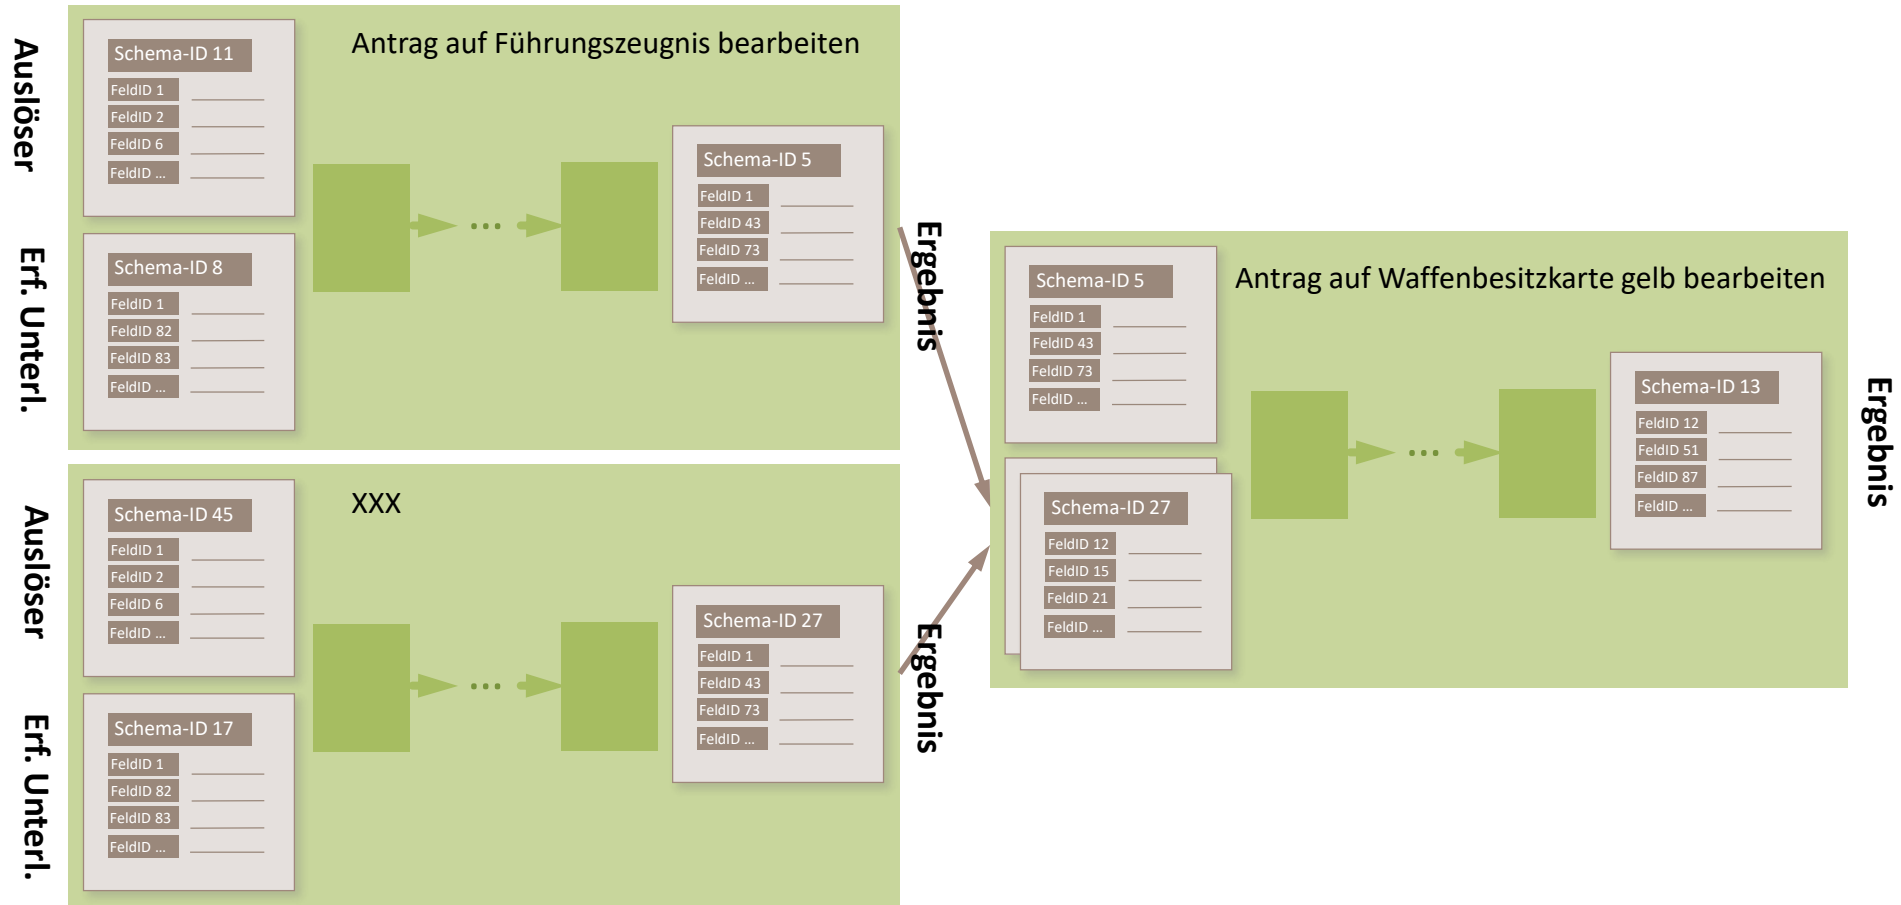 Auslöser
Schema-ID 11
FeldID 1
FeldID 2
FeldID 6
FeldID ...
Erf. Unterl.
Schema-ID 8
FeldID 1
FeldID 82
FeldID 83
FeldID ...
Antrag auf Führungszeugnis bearbeiten
...
Schema-ID 5
FeldID 1
FeldID 43
FeldID 73
FeldID ...
Ergebnis
Auslöser
Schema-ID 45
FeldID 1
FeldID 2
FeldID 6
FeldID ...
Erf. Unterl.
Schema-ID 17
FeldID 1
FeldID 82
FeldID 83
FeldID ...
XXX
...
Schema-ID 27
FeldID 1
FeldID 43
FeldID 73
FeldID ...
Ergebnis
Schema-ID 5
FeldID 1
FeldID 43
FeldID 73
FeldID ...
Schema-ID 27
FeldID 12
FeldID 15
FeldID 21
FeldID ...
Antrag auf Waffenbesitzkarte gelb bearbeiten
...
Schema-ID 13
FeldID 12
FeldID 51
FeldID 87
FeldID ...
Ergebnis